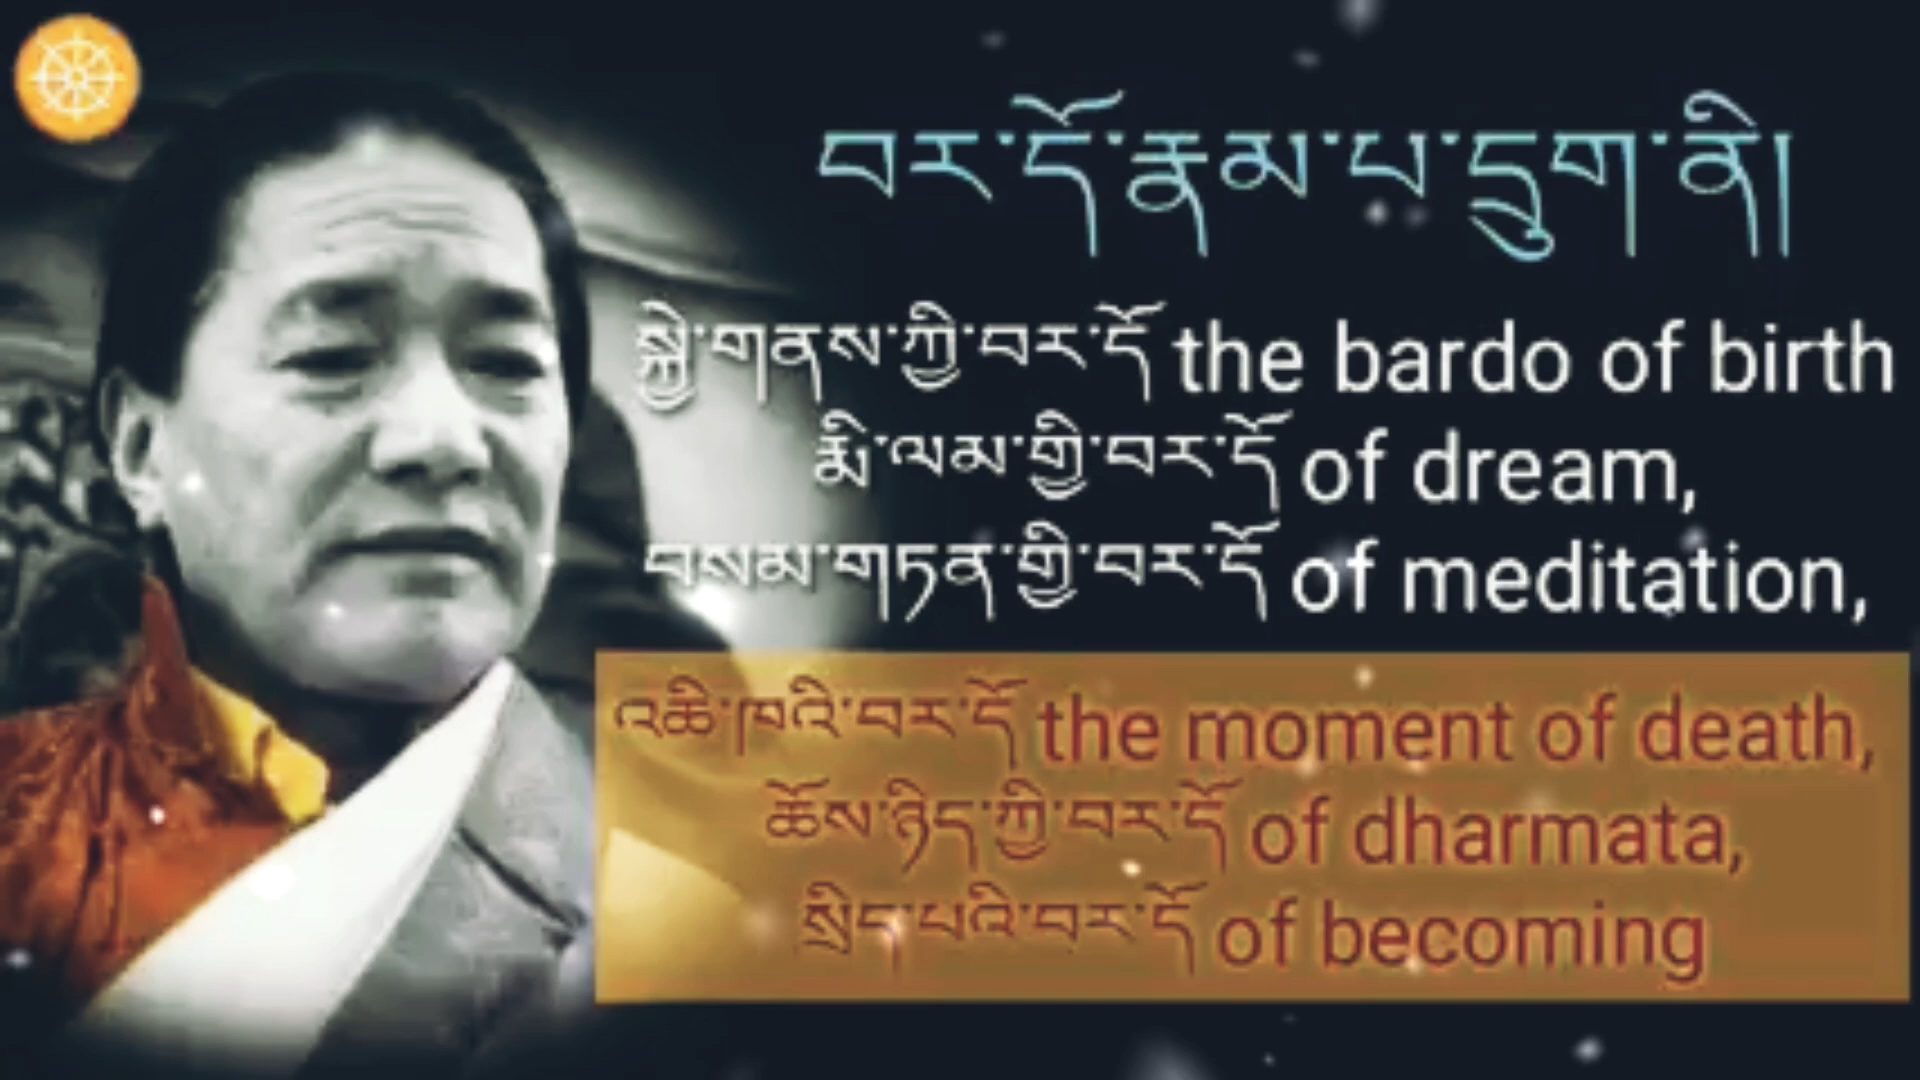 བར་དོ་རྣམ་པ་དྲུག་ནི།
སྐྱེ་གནས་ཀྱི་བར་དོ the bardo of birth
རྨི་ལམ་གྱི་བར་དོ of dream,
བསམ་གཏན་གྱི་བར་དོ of meditation,
འཆི་ཁའི་བར་དོ the moment of death,
ཆོས་ཉིད་ཀྱི་བར་དོ of dharmata,
སྲིད་པའི་བར་དོ of becoming